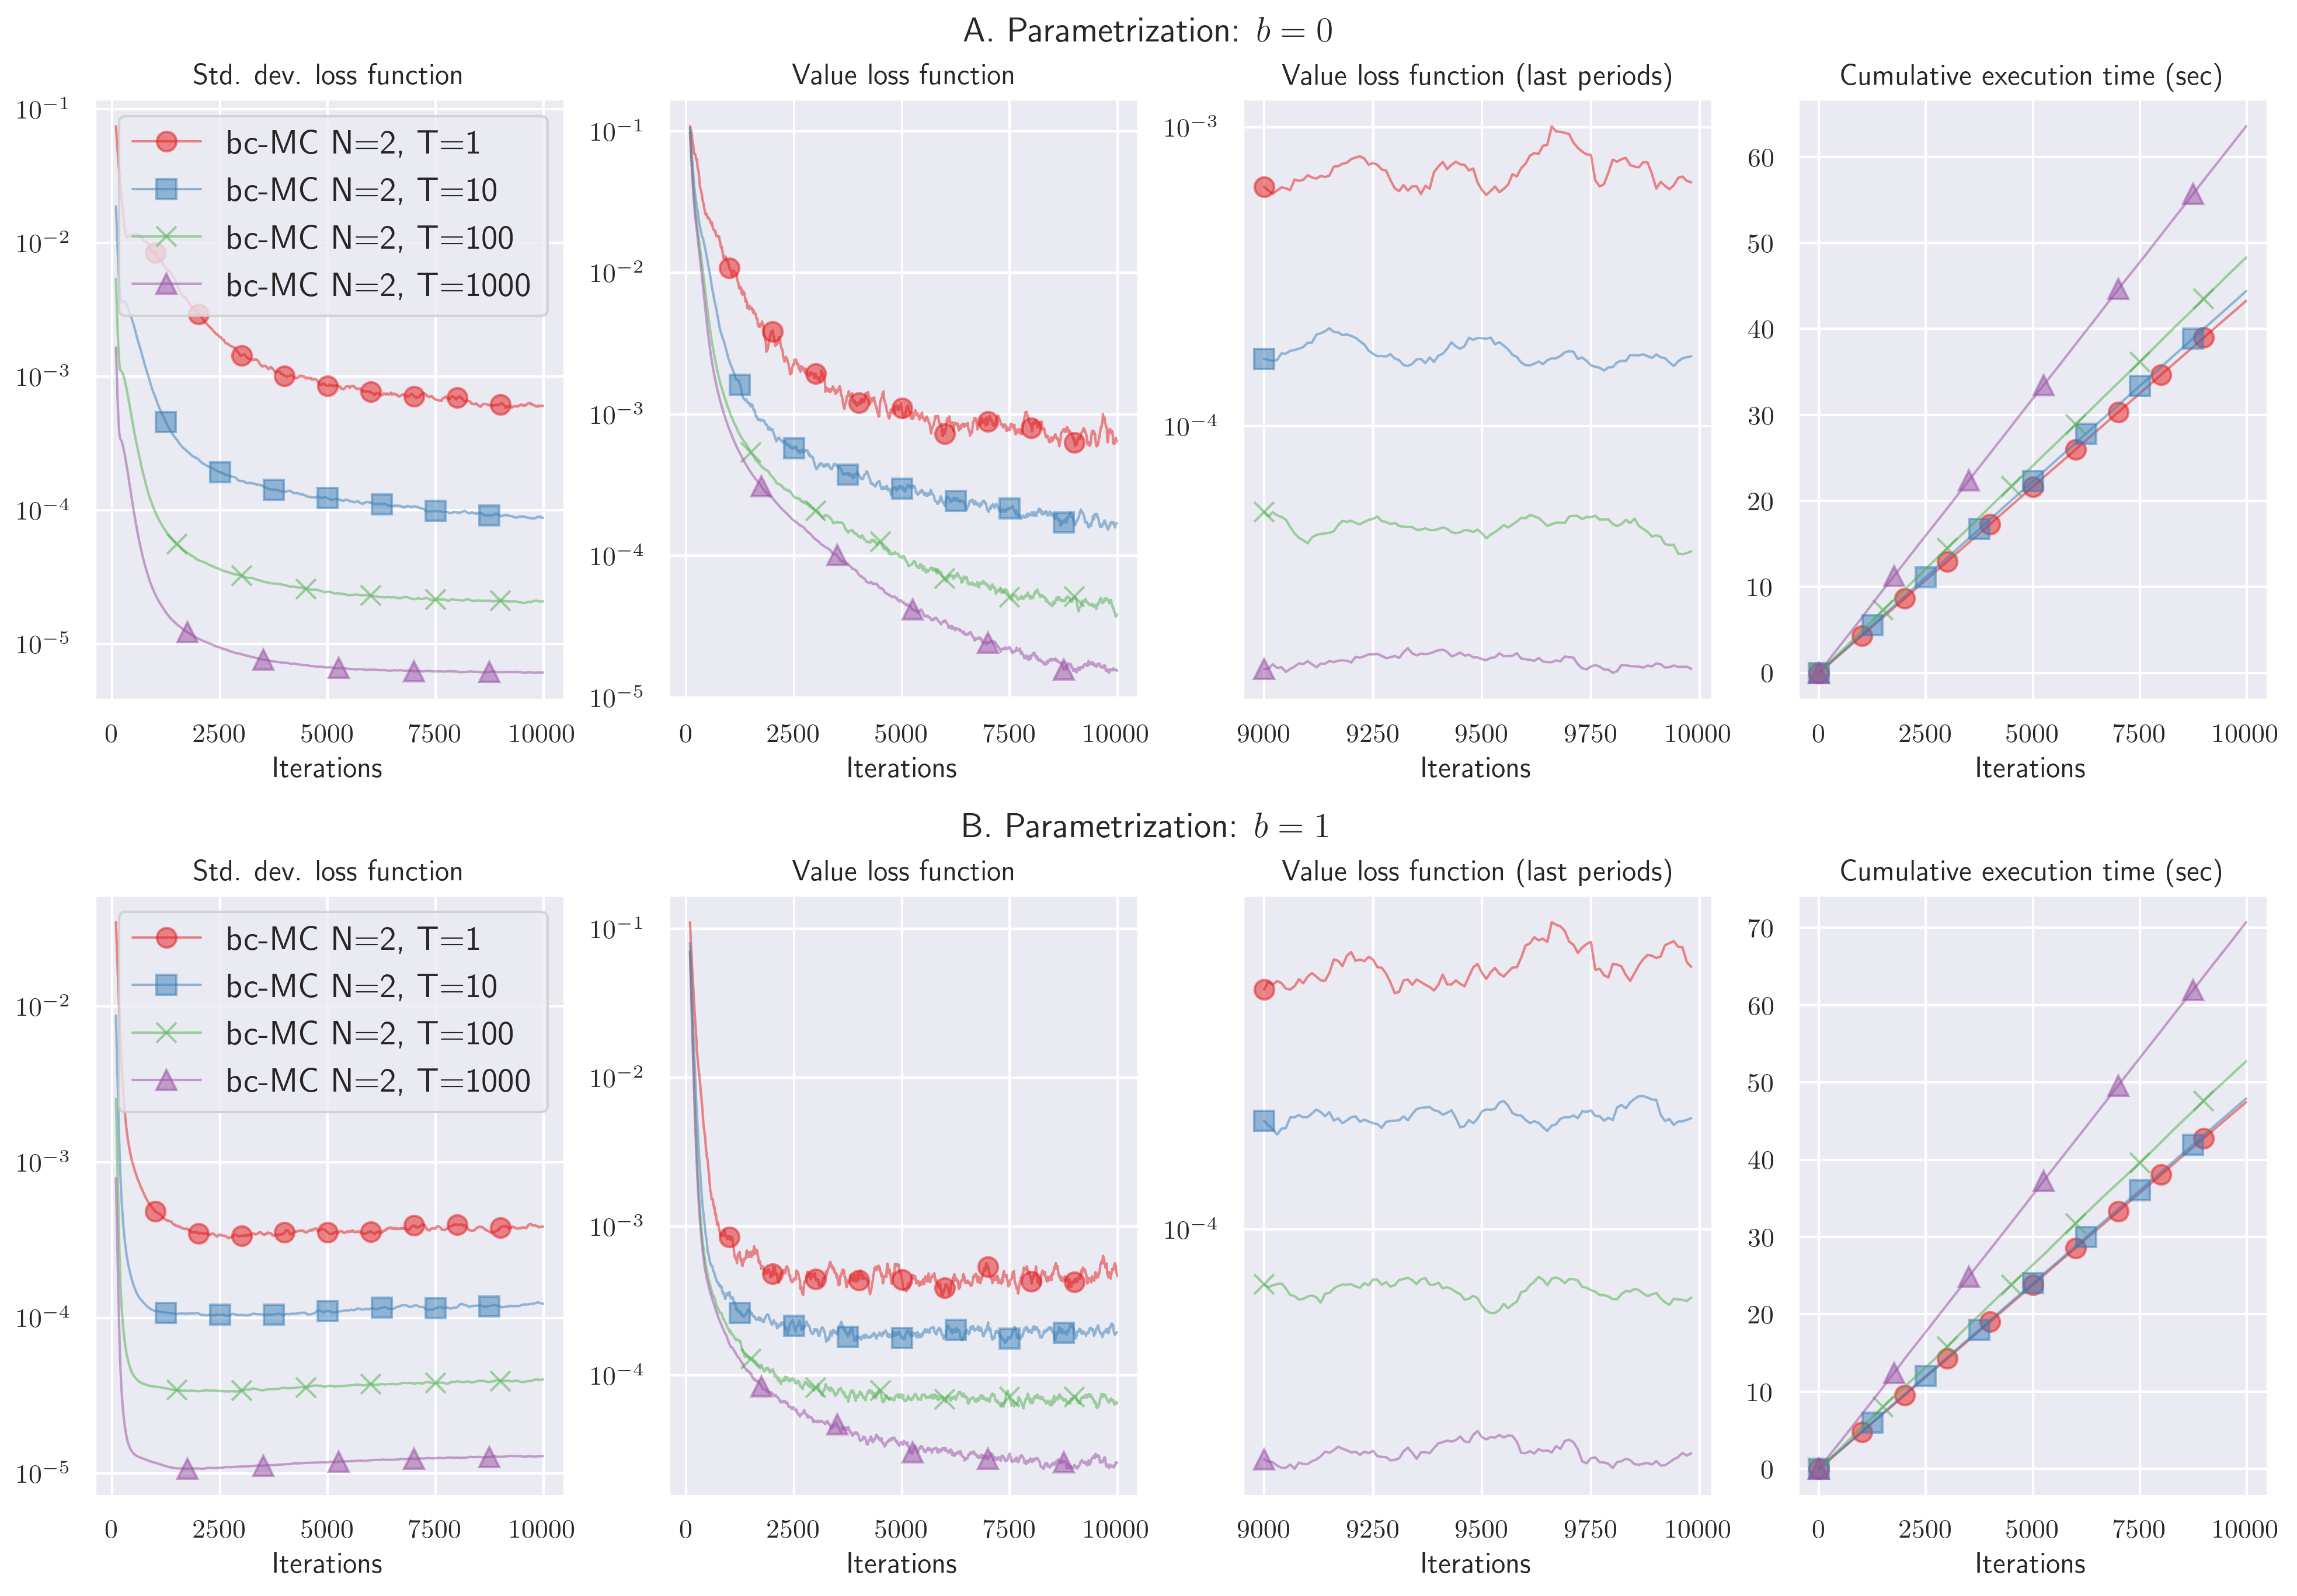 A. Parametrization: b = 0
Std. dev. loss function
10⁻¹
10⁻²
10⁻³
10⁻⁴
10⁻⁵
bc-MC N=2, T=1
bc-MC N=2, T=10
bc-MC N=2, T=100
bc-MC N=2, T=1000
0 2500 5000 7500 10000
Iterations
Value loss function
10⁻¹
10⁻²
10⁻³
10⁻⁴
10⁻⁵
0 2500 5000 7500 10000
Iterations
Value loss function (last periods)
10⁻³
10⁻⁴
9000 9250 9500 9750 10000
Iterations
Cumulative execution time (sec)
60
50
40
30
20
10
0
0 2500 5000 7500 10000
Iterations
B. Parametrization: b = 1
Std. dev. loss function
10⁻²
10⁻³
10⁻⁴
10⁻⁵
bc-MC N=2, T=1
bc-MC N=2, T=10
bc-MC N=2, T=100
bc-MC N=2, T=1000
0 2500 5000 7500 10000
Iterations
Value loss function
10⁻¹
10⁻²
10⁻³
10⁻⁴
0 2500 5000 7500 10000
Iterations
Value loss function (last periods)
10⁻⁴
9000 9250 9500 9750 10000
Iterations
Cumulative execution time (sec)
70
60
50
40
30
20
10
0
0 2500 5000 7500 10000
Iterations